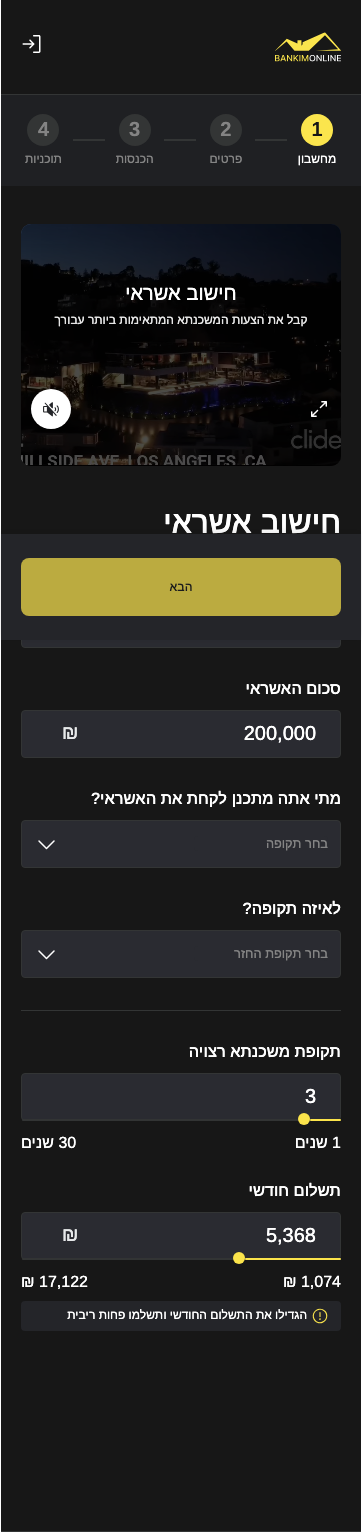 BANKIMONLINE
1
2
3
4
מחשבון
פרטים
הכנסות
תוכניות
חישוב אשראי
קבל את הצעות המשכנתא המתאימות ביותר עבורך
clide
HILLSIDE AVE, LOS ANGELES, CA
חישוב אשראי
הבא
סכום האשראי
200,000 ₪
מתי אתה מתכנן לקחת את האשראי?
בחר תקופה
לאיזה תקופה?
בחר תקופת החזר
תקופת משכנתא רצויה
3
1 שנים
30 שנים
תשלום חודשי
5,368 ₪
1,074 ₪
17,122 ₪
הגדילו את התשלום החודשי ותשלמו פחות ריבית